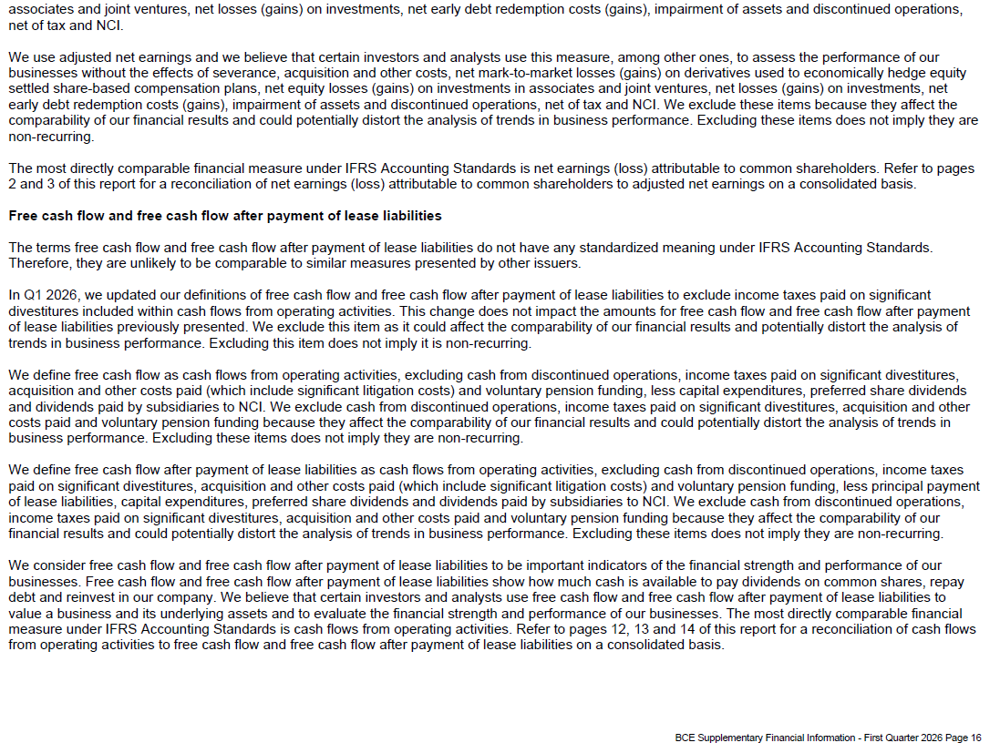 associates and joint ventures, net losses (gains) on investments, net early debt redemption costs (gains), impairment of assets and discontinued operations,
net of tax and NCI.
We use adjusted net earnings and we believe that certain investors and analysts use this measure, among other ones, to assess the performance of our
businesses without the effects of severance, acquisition and other costs, net mark-to-market losses (gains) on derivatives used to economically hedge equity
settled share-based compensation plans, net equity losses (gains) on investments in associates and joint ventures, net losses (gains) on investments, net
early debt redemption costs (gains), impairment of assets and discontinued operations, net of tax and NCI. We exclude these items because they affect the
comparability of our financial results and could potentially distort the analysis of trends in business performance. Excluding these items does not imply they are
non-recurring.
The most directly comparable financial measure under IFRS Accounting Standards is net earnings (loss) attributable to common shareholders. Refer to pages
2 and 3 of this report for a reconciliation of net earnings (loss) attributable to common shareholders to adjusted net earnings on a consolidated basis.
Free cash flow and free cash flow after payment of lease liabilities
The terms free cash flow and free cash flow after payment of lease liabilities do not have any standardized meaning under IFRS Accounting Standards.
Therefore, they are unlikely to be comparable to similar measures presented by other issuers.
In Q1 2026, we updated our definitions of free cash flow and free cash flow after payment of lease liabilities to exclude income taxes paid on significant
divestitures included within cash flows from operating activities. This change does not impact the amounts for free cash flow and free cash flow after payment
of lease liabilities previously presented. We exclude this item as it could affect the comparability of our financial results and potentially distort the analysis of
trends in business performance. Excluding this item does not imply it is non-recurring.
We define free cash flow as cash flows from operating activities, excluding cash from discontinued operations, income taxes paid on significant divestitures,
acquisition and other costs paid (which include significant litigation costs) and voluntary pension funding, less capital expenditures, preferred share dividends
and dividends paid by subsidiaries to NCI. We exclude cash from discontinued operations, income taxes paid on significant divestitures, acquisition and other
costs paid and voluntary pension funding because they affect the comparability of our financial results and could potentially distort the analysis of trends in
business performance. Excluding these items does not imply they are non-recurring.
We define free cash flow after payment of lease liabilities as cash flows from operating activities, excluding cash from discontinued operations, income taxes
paid on significant divestitures, acquisition and other costs paid (which include significant litigation costs) and voluntary pension funding, less principal payment
of lease liabilities, capital expenditures, preferred share dividends and dividends paid by subsidiaries to NCI. We exclude cash from discontinued operations,
income taxes paid on significant divestitures, acquisition and other costs paid and voluntary pension funding because they affect the comparability of our
financial results and could potentially distort the analysis of trends in business performance. Excluding these items does not imply they are non-recurring.
We consider free cash flow and free cash flow after payment of lease liabilities to be important indicators of the financial strength and performance of our
businesses. Free cash flow and free cash flow after payment of lease liabilities show how much cash is available to pay dividends on common shares, repay
debt and reinvest in our company. We believe that certain investors and analysts use free cash flow and free cash flow after payment of lease liabilities to
value a business and its underlying assets and to evaluate the financial strength and performance of our businesses. The most directly comparable financial
measure under IFRS Accounting Standards is cash flows from operating activities. Refer to pages 12, 13 and 14 of this report for a reconciliation of cash flows
from operating activities to free cash flow and free cash flow after payment of lease liabilities on a consolidated basis.
BCE Supplementary Financial Information - First Quarter 2026 Page 16